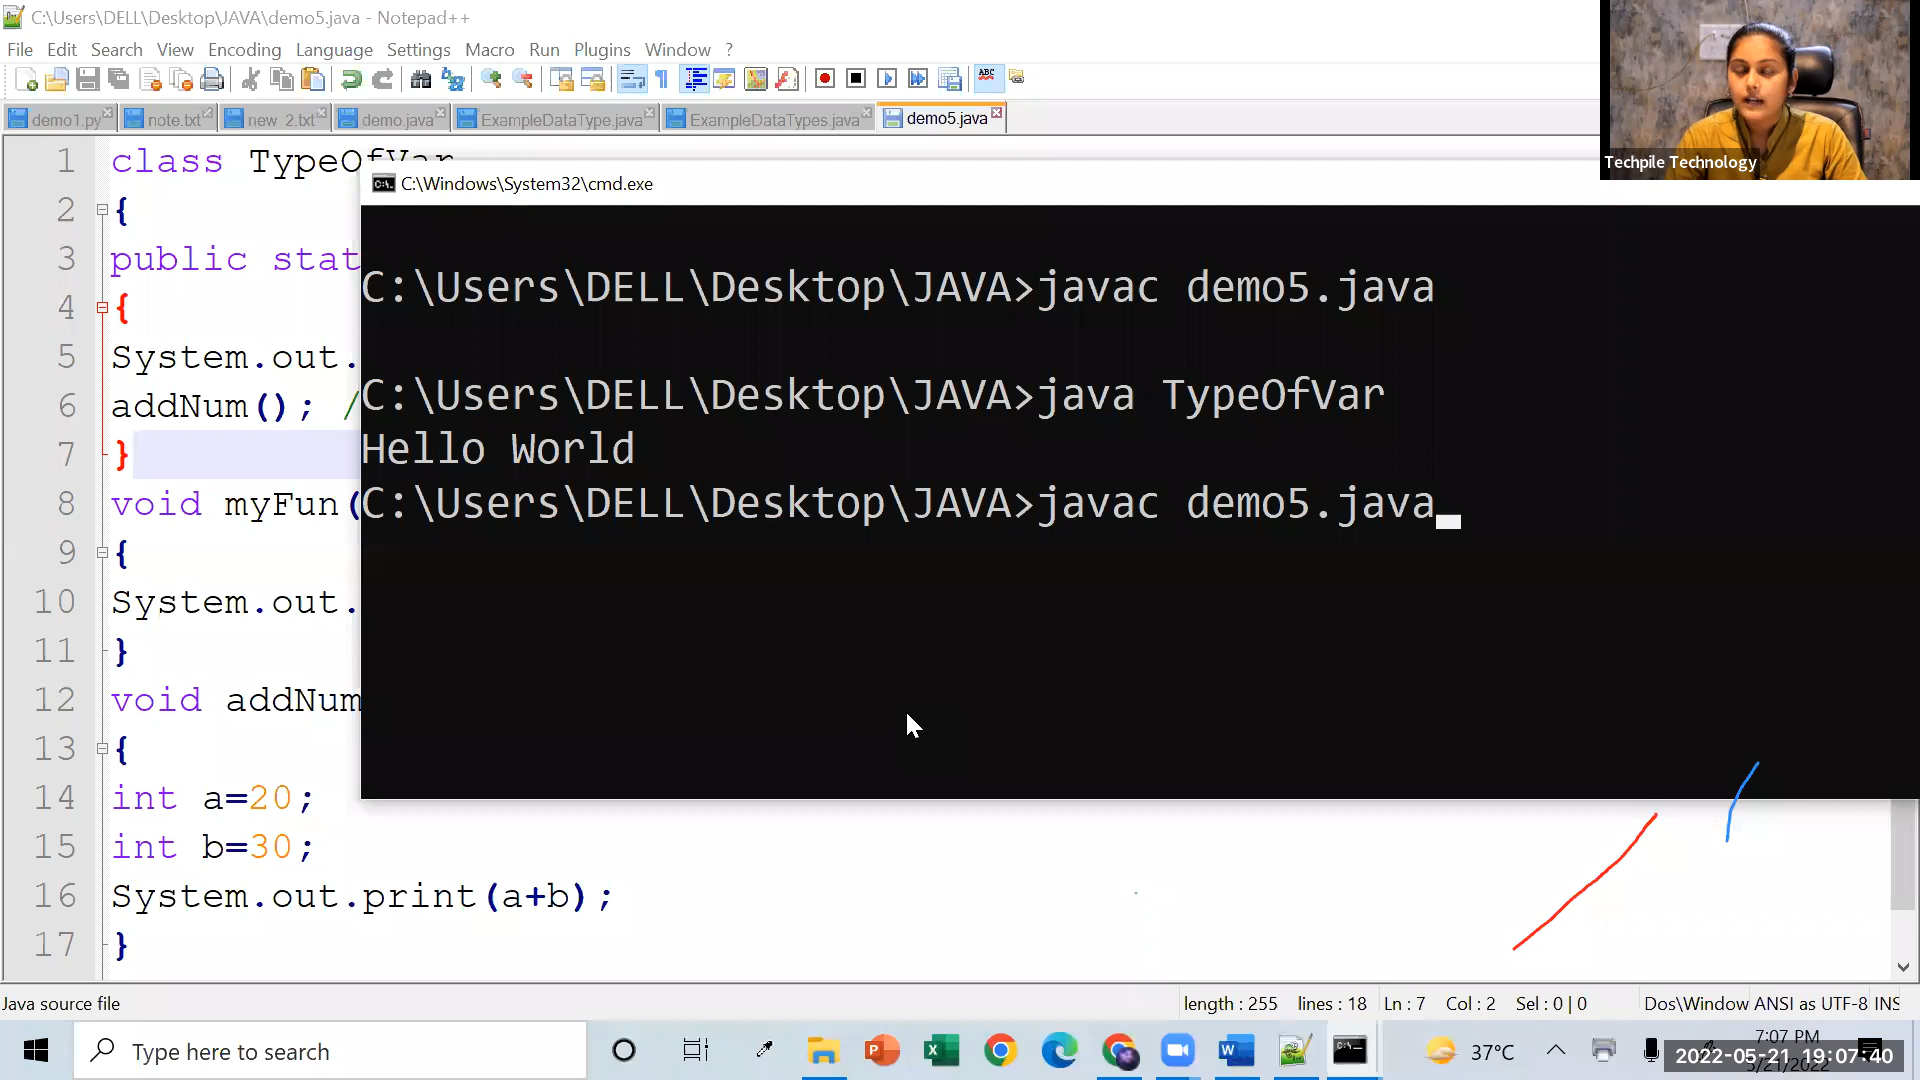 C:\Users\DELL\Desktop\JAVA\demo5.java - Notepad++
File Edit Search View Encoding Language Settings Macro Run Plugins Window ?
ABC
demo1.py note.txt new 2.txt demo.java ExampleDataType.java ExampleDataTypes.java demo5.java
Techpile Technology
1 class TypeOfVar
2 {
3 public stat
4 {
5 System.out.
6 addNum(); /
7 }
8 void myFun(
9 {
10 System.out.
11 }
12 void addNum
13 {
14 int a=20;
15 int b=30;
16 System.out.print(a+b);
17 }
C:\Windows\System32\cmd.exe
C:\Users\DELL\Desktop\JAVA>javac demo5.java
C:\Users\DELL\Desktop\JAVA>java TypeOfVar
Hello World
C:\Users\DELL\Desktop\JAVA>javac demo5.java
Java source file length : 255 lines : 18 Ln : 7 Col : 2 Sel : 0 | 0 Dos\Window ANSI as UTF-8 INS
Type here to search
37°C
7:07 PM
5/21/2022
2022-05-21 19:07:40